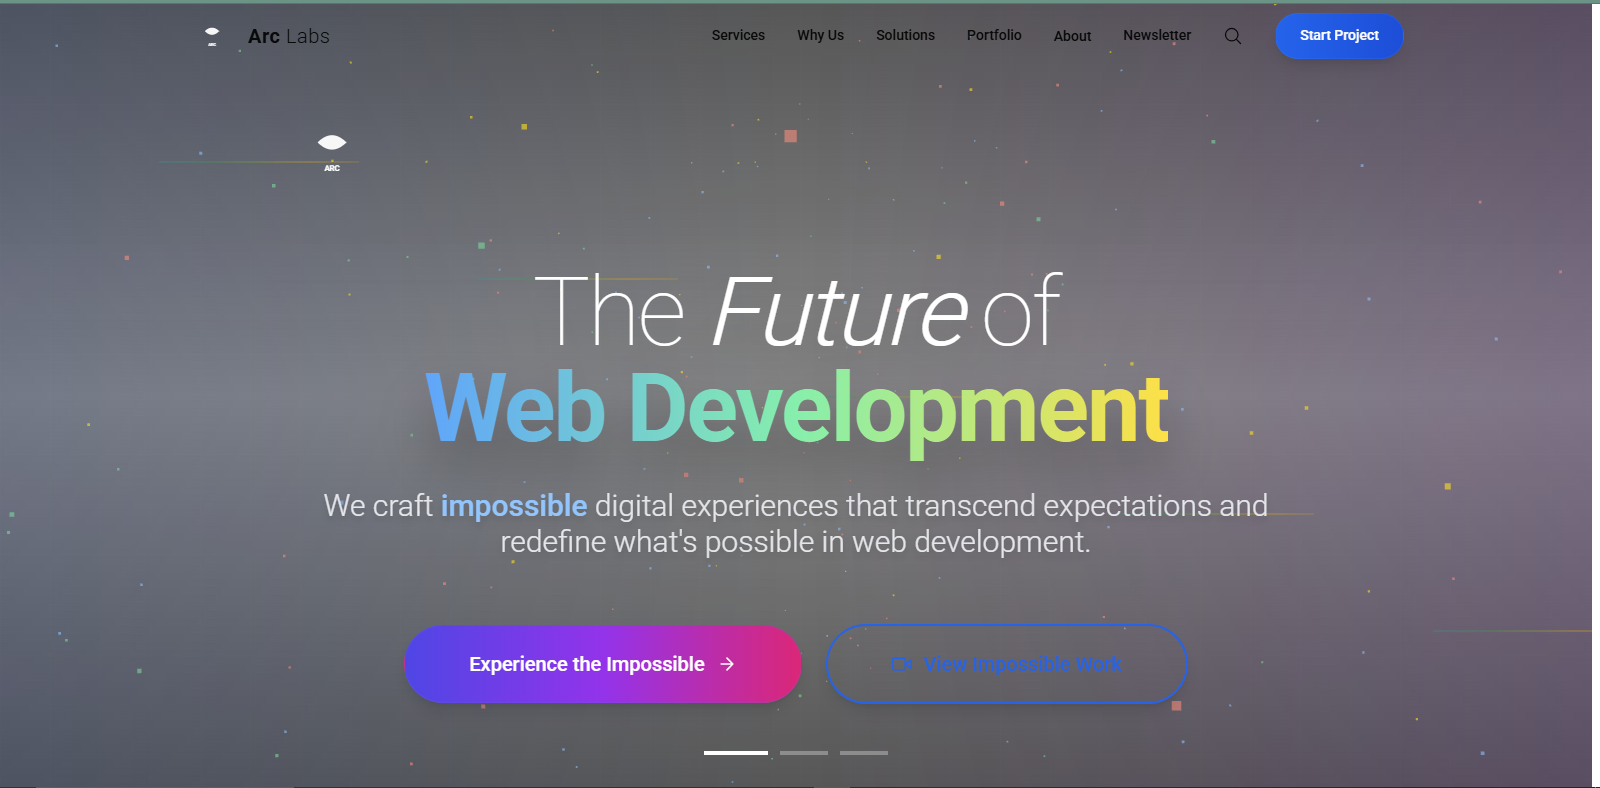 ARC
Arc Labs
Services
Why Us
Solutions
Portfolio
About
Newsletter
Start Project
ARC
The Future of
Web Development
We craft impossible digital experiences that transcend expectations and
redefine what's possible in web development.
Experience the Impossible
View Impossible Work